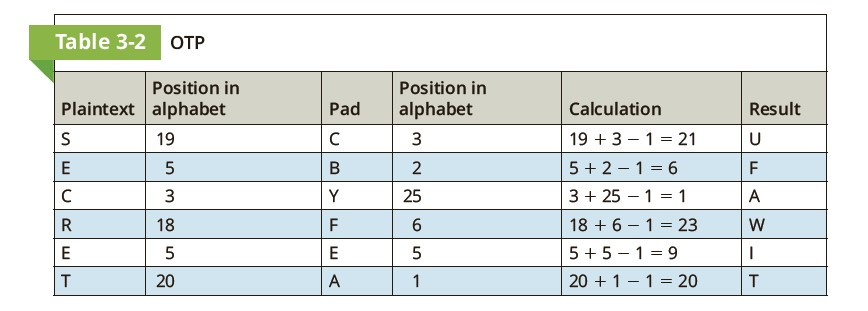 Table 3-2 OTP
Plaintext Position in alphabet Pad Position in alphabet Calculation Result
S 19 C 3 19 + 3 − 1 = 21 U
E 5 B 2 5 + 2 − 1 = 6 F
C 3 Y 25 3 + 25 − 1 = 1 A
R 18 F 6 18 + 6 − 1 = 23 W
E 5 E 5 5 + 5 − 1 = 9 I
T 20 A 1 20 + 1 − 1 = 20 T